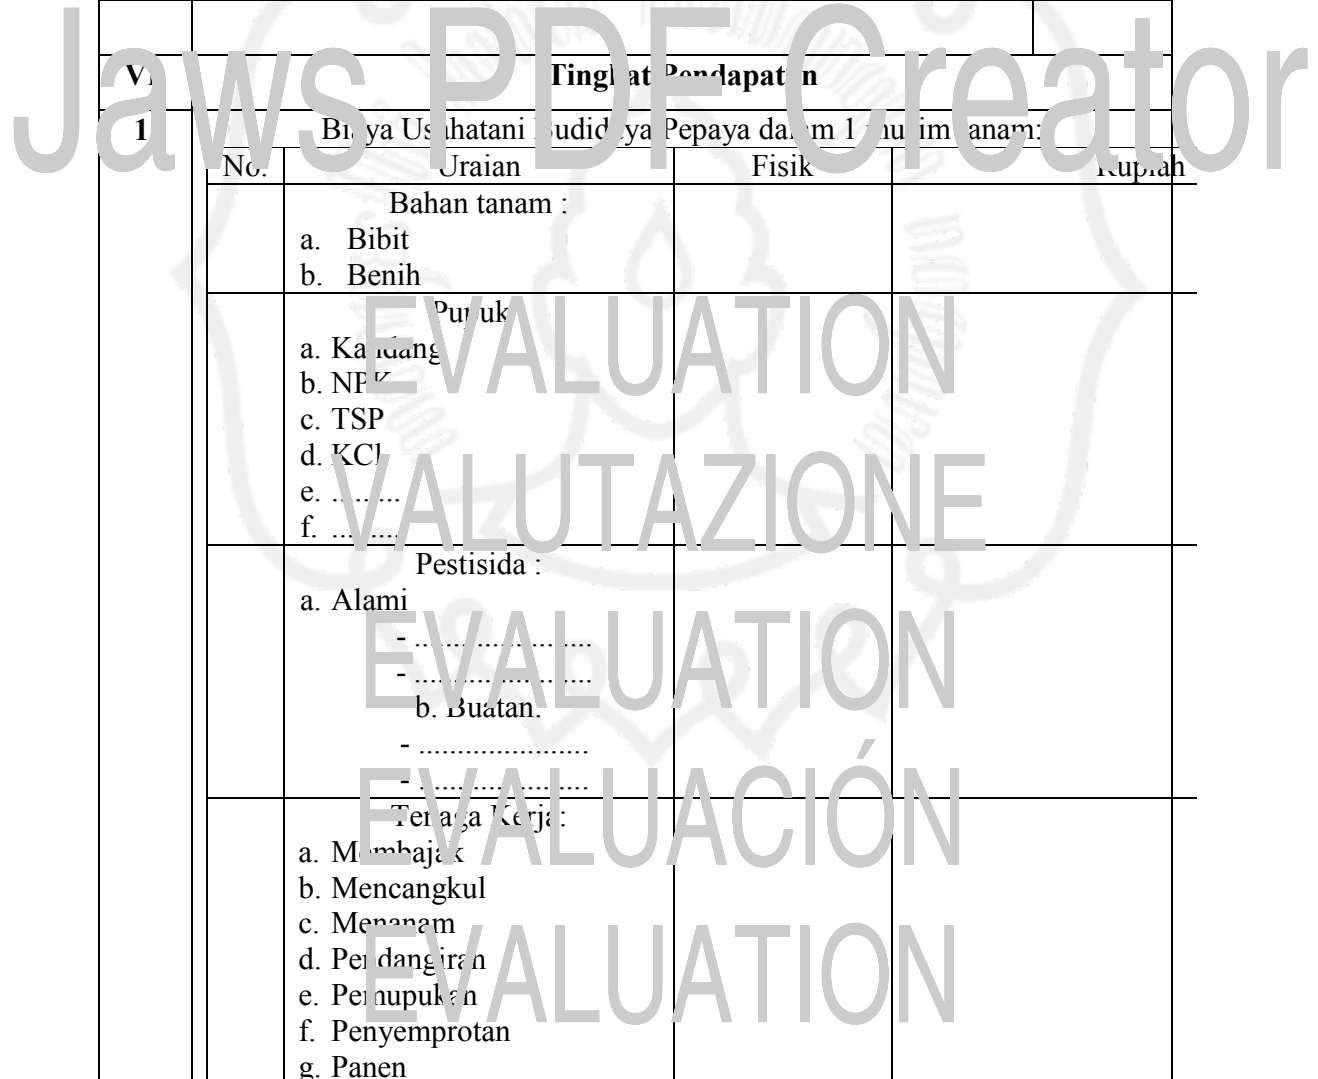 Jaws PDF Creator
Tingkat Pendapatan
1 Biaya Usahatani Budidaya Pepaya dalam 1 musim tanam:
No. Uraian Fisik Rupiah
Bahan tanam :
a. Bibit
b. Benih
EVALUATION
Pupuk
a. Kandang
b. NPK
c. TSP
d. KCl
VALUTAZIONE
e. .........
f. .........
Pestisida :
a. Alami
EVALUATION
- .......................
- .......................
b. Buatan:
- ......................
- ......................
EVALUACIÓN
Tenaga Kerja:
a. Membajak
b. Mencangkul
c. Menanam
EVALUATION
d. Pendangiran
e. Pemupukan
f. Penyemprotan
g. Panen